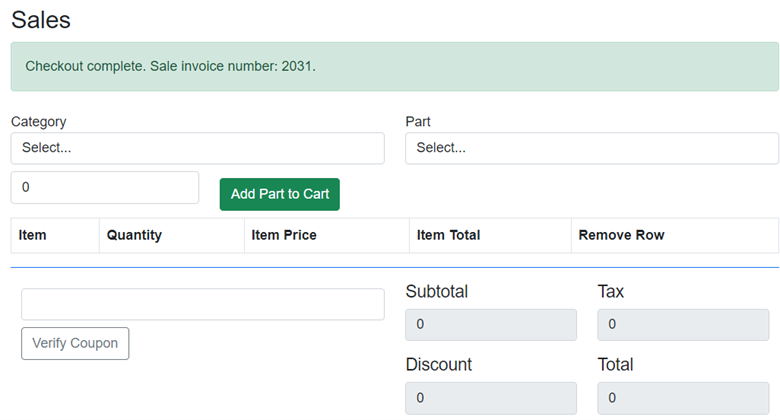 Sales
Checkout complete. Sale invoice number: 2031.
Category Part
Select... Select...
0 Add Part to Cart
Item Quantity Item Price Item Total Remove Row
Subtotal Tax
0 0
Verify Coupon
Discount Total
0 0